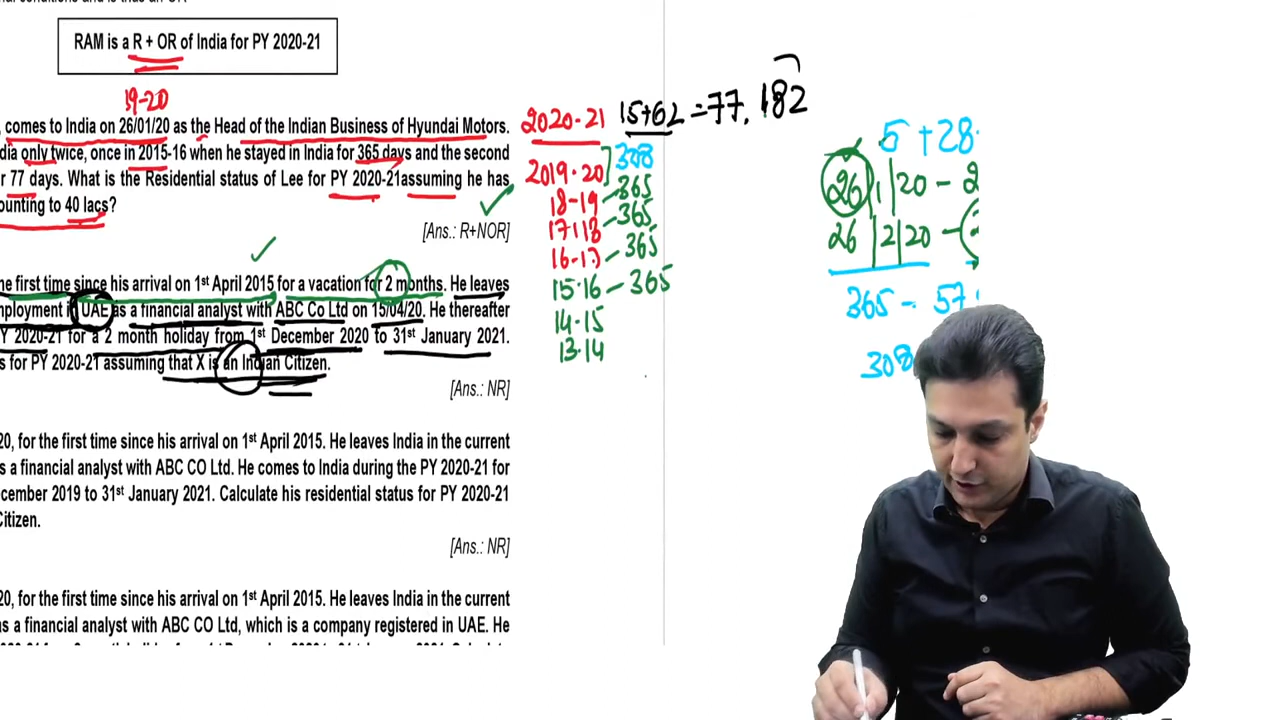 RAM is a R + OR of India for PY 2020-21
19-20
comes to India on 26/01/20 as the Head of the Indian Business of Hyundai Motors.
dia only twice, once in 2015-16 when he stayed in India for 365 days and the second
r 77 days. What is the Residential status of Lee for PY 2020-21assuming he has
ounting to 40 lacs?
[Ans.: R+NOR]
he first time since his arrival on 1st April 2015 for a vacation for 2 months. He leaves
mployment in UAE as a financial analyst with ABC Co Ltd on 15/04/20. He thereafter
Y 2020-21 for a 2 month holiday from 1st December 2020 to 31st January 2021.
s for PY 2020-21 assuming that X is an Indian Citizen.
[Ans.: NR]
20, for the first time since his arrival on 1st April 2015. He leaves India in the current
s a financial analyst with ABC CO Ltd. He comes to India during the PY 2020-21 for
cember 2019 to 31st January 2021. Calculate his residential status for PY 2020-21
Citizen.
[Ans.: NR]
20, for the first time since his arrival on 1st April 2015. He leaves India in the current
as a financial analyst with ABC CO Ltd, which is a company registered in UAE. He
2020-21 15+62 = 77, 182
2019-20 308
18-19 - 365
17-18 - 365
16-17 - 365
15-16 - 365
14-15
13-14
5 + 28
26|1|20 - 2
26|2|20 -
365 - 57
308